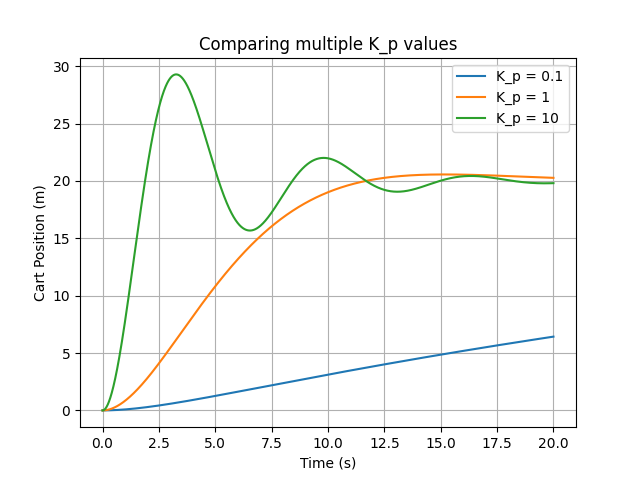 Comparing multiple K_p values
K_p = 0.1
K_p = 1
K_p = 10
30
25
20
15
10
5
0
Cart Position (m)
0.0 2.5 5.0 7.5 10.0 12.5 15.0 17.5 20.0
Time (s)